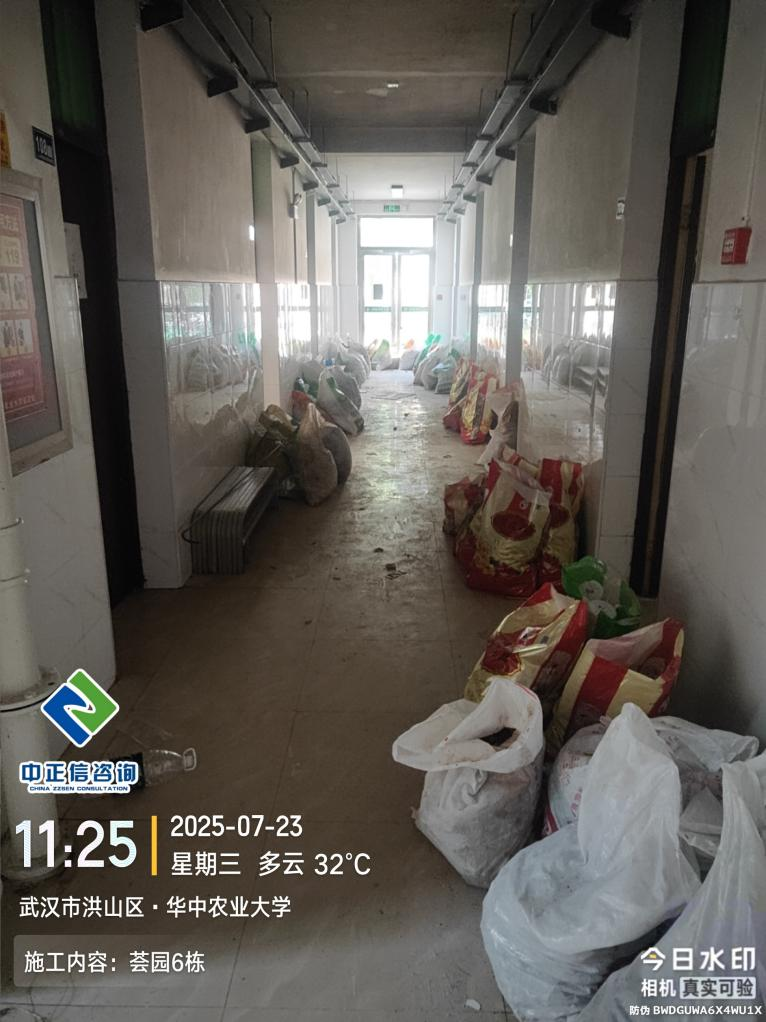 119
中正信咨询
CHINA ZZSEN CONSULTATION
11:25
2025-07-23
星期三 多云 32°C
武汉市洪山区·华中农业大学
施工内容：荟园6栋
今日水印
相机 真实可验
防伪 BWDGUWA6X4WU1X